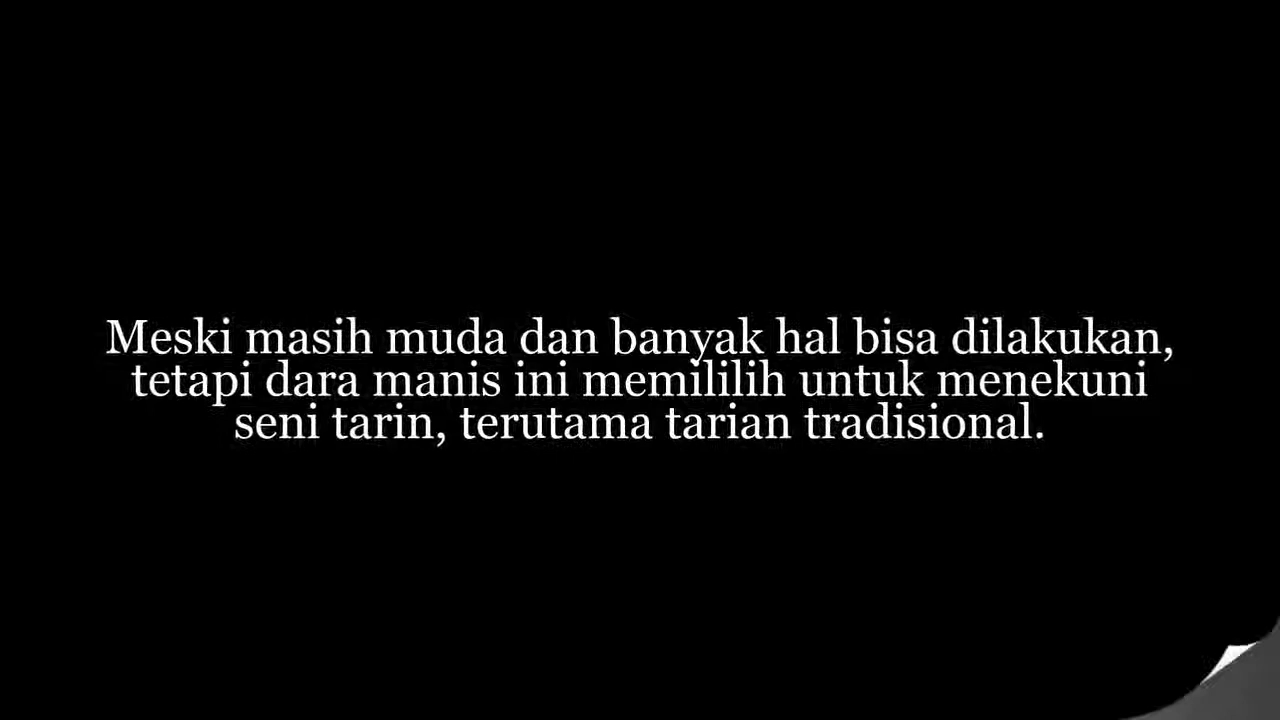 Meski masih muda dan banyak hal bisa dilakukan,
tetapi dara manis ini memililih untuk menekuni
seni tarin, terutama tarian tradisional.